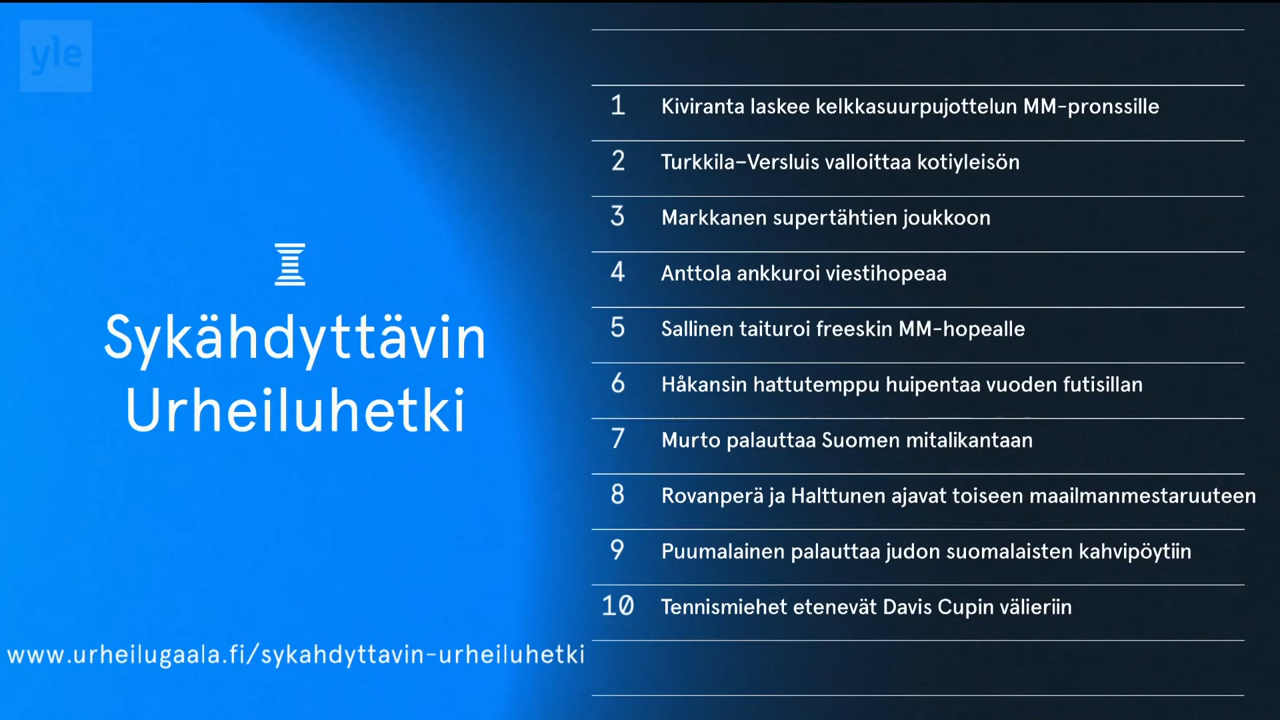 yle
Sykähdyttävin
Urheiluhetki
www.urheilugaala.fi/sykahdyttavin-urheiluhetki
1 Kiviranta laskee kelkkasuurpujottelun MM-pronssille
2 Turkkila–Versluis valloittaa kotiyleisön
3 Markkanen supertähtien joukkoon
4 Anttola ankkuroi viestihopeaa
5 Sallinen taituroi freeskin MM-hopealle
6 Håkansin hattutemppu huipentaa vuoden futisillan
7 Murto palauttaa Suomen mitalikantaan
8 Rovanperä ja Halttunen ajavat toiseen maailmanmestaruuteen
9 Puumalainen palauttaa judon suomalaisten kahvipöytiin
10 Tennismiehet etenevät Davis Cupin välieriin